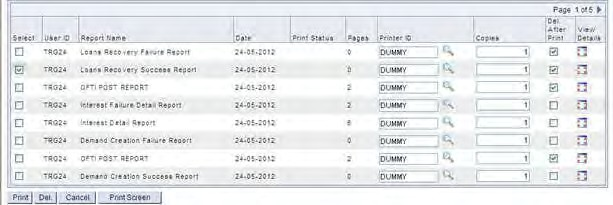 Page 1 of 5
Select User ID Report Name Date Print Status Pages Printer ID Copies Del. After Print View Details
TRG24 Loans Recovery Failure Report 24-05-2012 0 DUMMY 1
TRG24 Loans Recovery Success Report 24-05-2012 0 DUMMY 1
TRG24 OFTI POST REPORT 24-05-2012 2 DUMMY 1
TRG24 Interest Failure Detail Report 24-05-2012 2 DUMMY 1
TRG24 Interest Detail Report 24-05-2012 6 DUMMY 1
TRG24 Demand Creation Failure Report 24-05-2012 0 DUMMY 1
TRG24 OFTI POST REPORT 24-05-2012 2 DUMMY 1
TRG24 Demand Creation Success Report 24-05-2012 0 DUMMY 1
Print Del. Cancel Print Screen